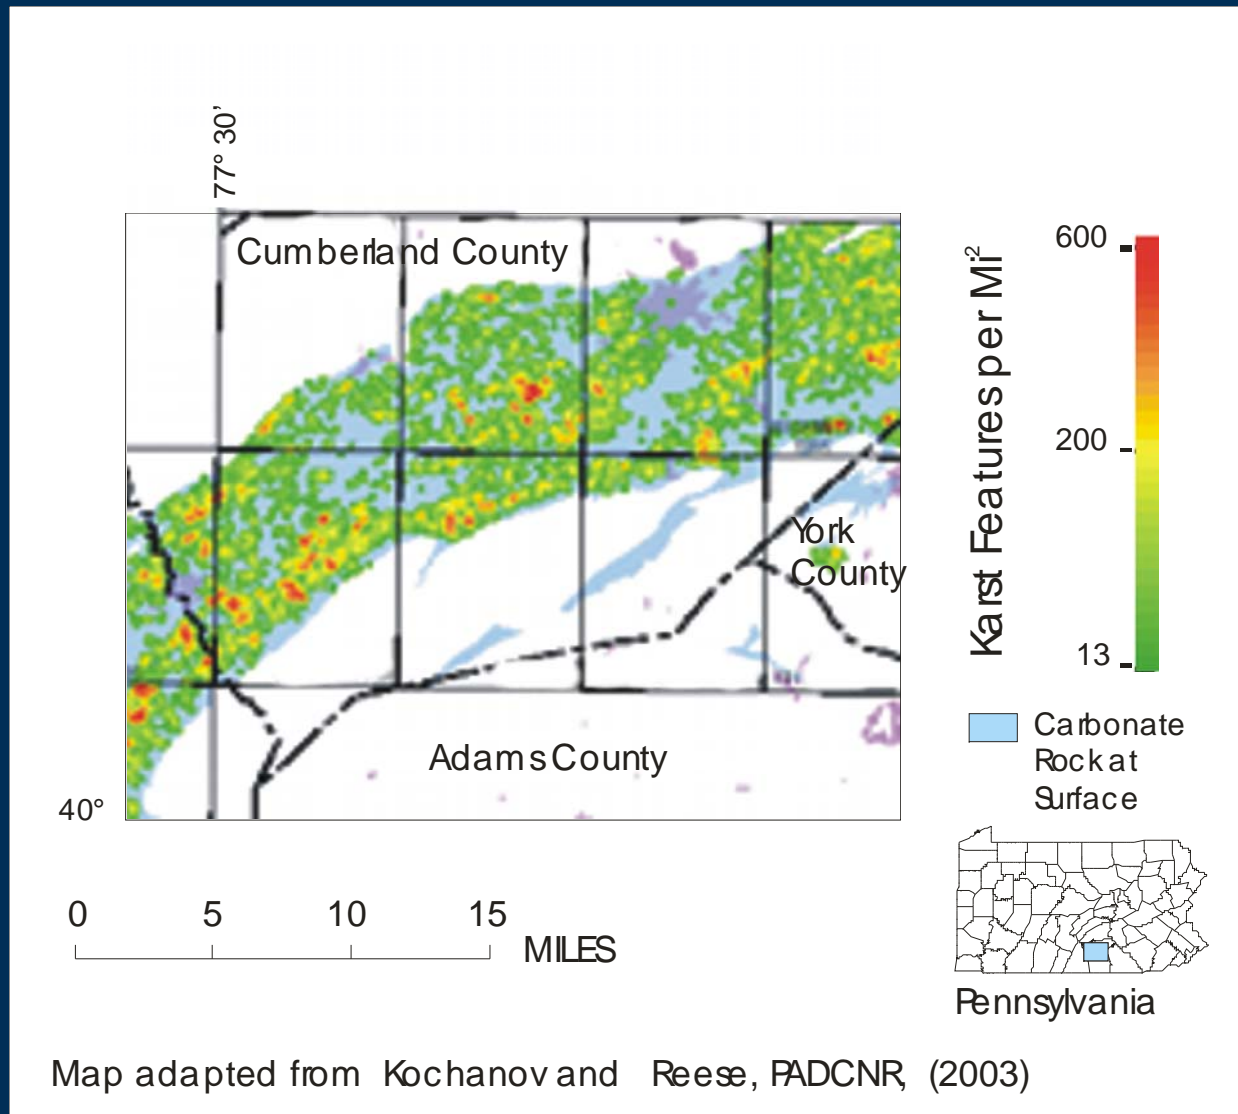 77° 30’
Cumberland County
York
County
Adams County
40°
0 5 10 15
MILES
Karst Features per Mi²
600
200
13
Carbonate
Rock at
Surface
Pennsylvania
Map adapted from Kochanov and Reese, PADCNR, (2003)